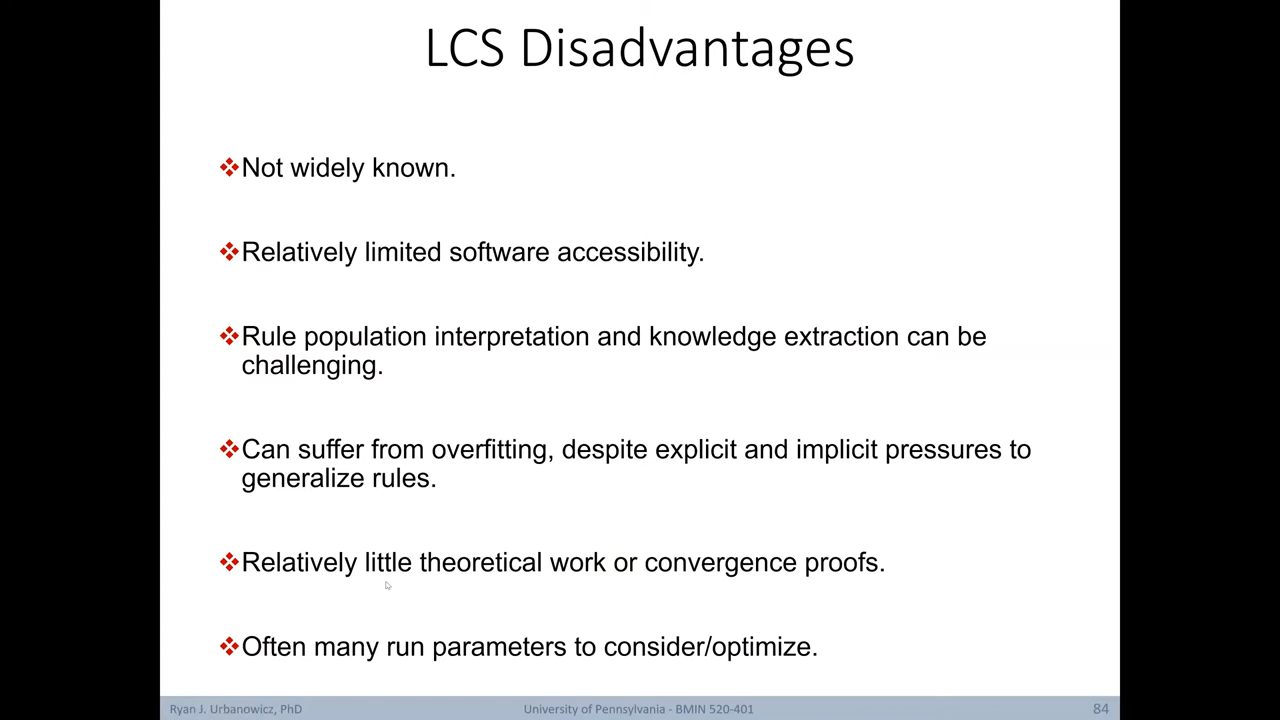 LCS Disadvantages
❖Not widely known.
❖Relatively limited software accessibility.
❖Rule population interpretation and knowledge extraction can be
challenging.
❖Can suffer from overfitting, despite explicit and implicit pressures to
generalize rules.
❖Relatively little theoretical work or convergence proofs.
❖Often many run parameters to consider/optimize.
Ryan J. Urbanowicz, PhD University of Pennsylvania - BMIN 520-401 84